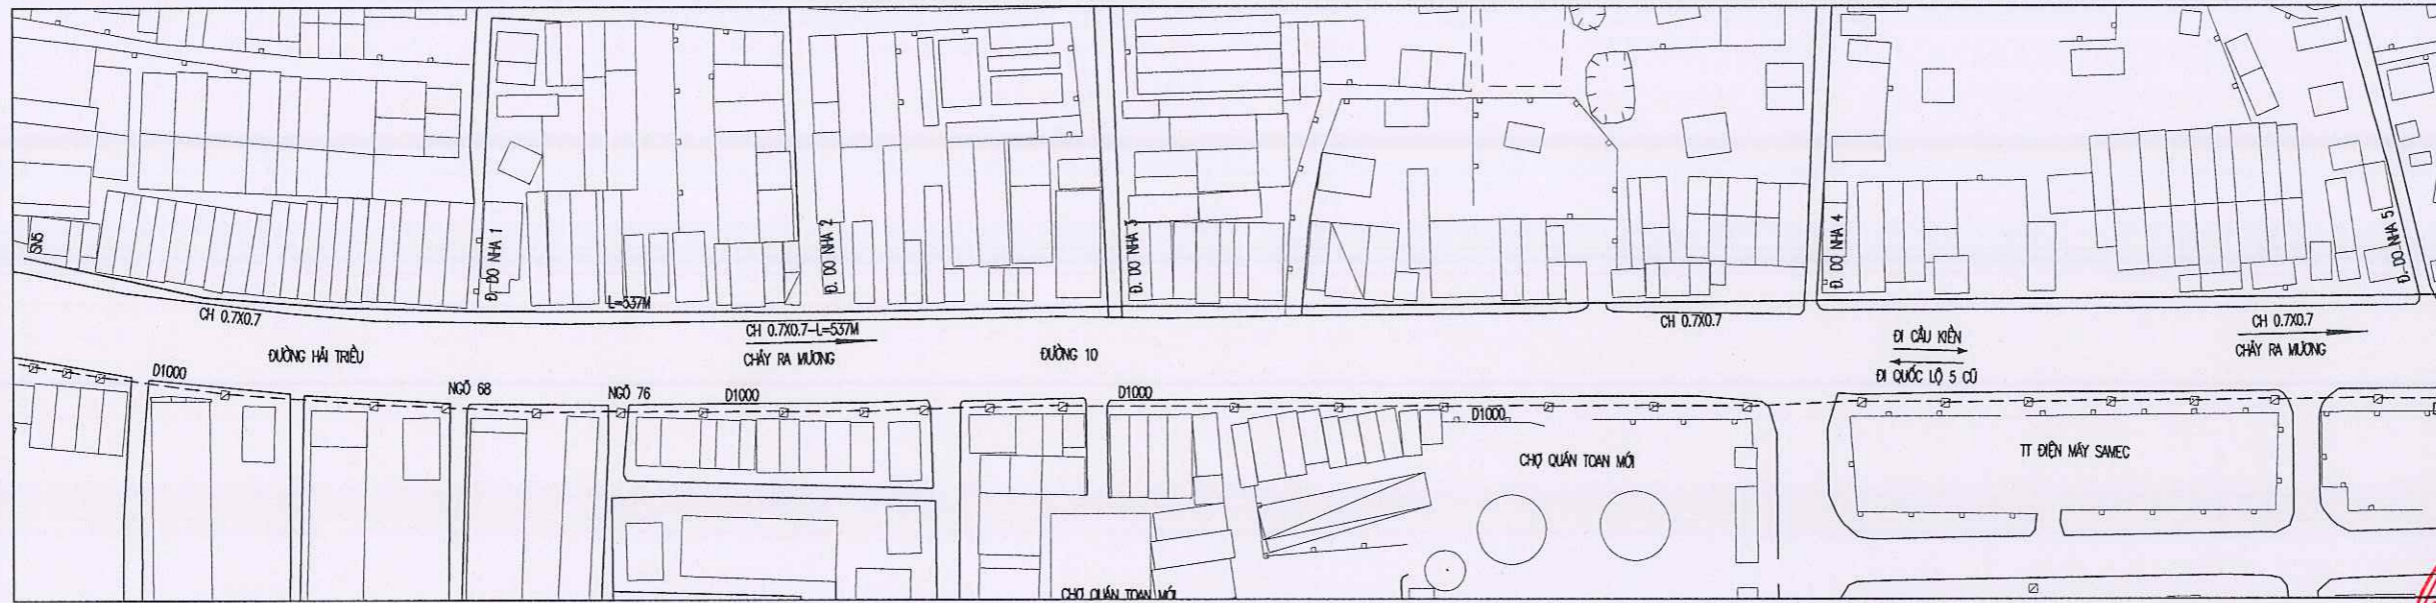 SN5
Đ. DO NHA 1
Đ. DO NHA 2
Đ. DO NHA 3
Đ. DO NHA 4
Đ. DO NHA 5
L=537M
CH 0.7X0.7
CH 0.7X0.7-L=537M
CHẢY RA MƯƠNG
CH 0.7X0.7
CH 0.7X0.7
CHẢY RA MƯƠNG
ĐƯỜNG HẢI TRIỀU
ĐƯỜNG 10
ĐI CẦU KIỀN
ĐI QUỐC LỘ 5 CŨ
D1000
NGÕ 68
NGÕ 76
D1000
D1000
D1000
CHỢ QUÁN TOAN MỚI
TT ĐIỆN MÁY SAMEC
CHỢ QUÁN TOAN MỚI